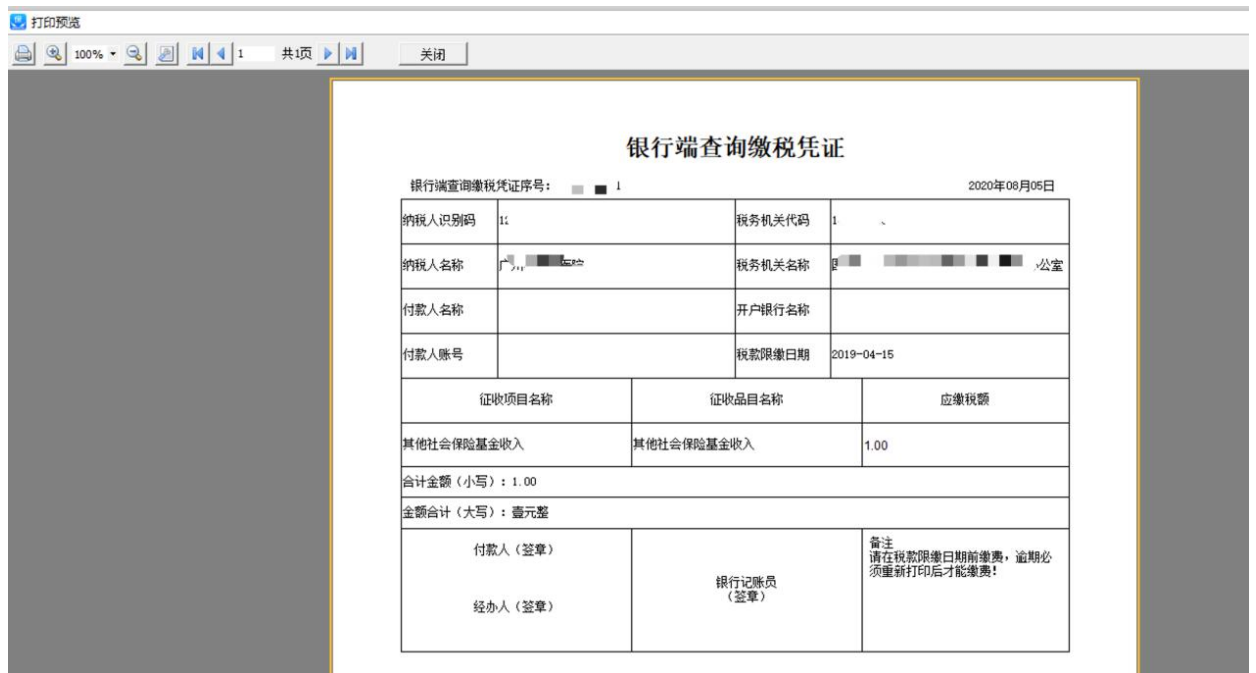 打印预览
100%
1
共1页
关闭
银行端查询缴税凭证
银行端查询缴税凭证序号：
2020年08月05日
纳税人识别码
税务机关代码
纳税人名称
税务机关名称
公室
付款人名称
开户银行名称
付款人账号
税款限缴日期
2019-04-15
征收项目名称
征收品目名称
应缴税额
其他社会保险基金收入
其他社会保险基金收入
1.00
合计金额（小写）：1.00
金额合计（大写）：壹元整
付款人（签章）
经办人（签章）
银行记账员
（签章）
备注
请在税款限缴日期前缴费，逾期必
须重新打印后才能缴费!